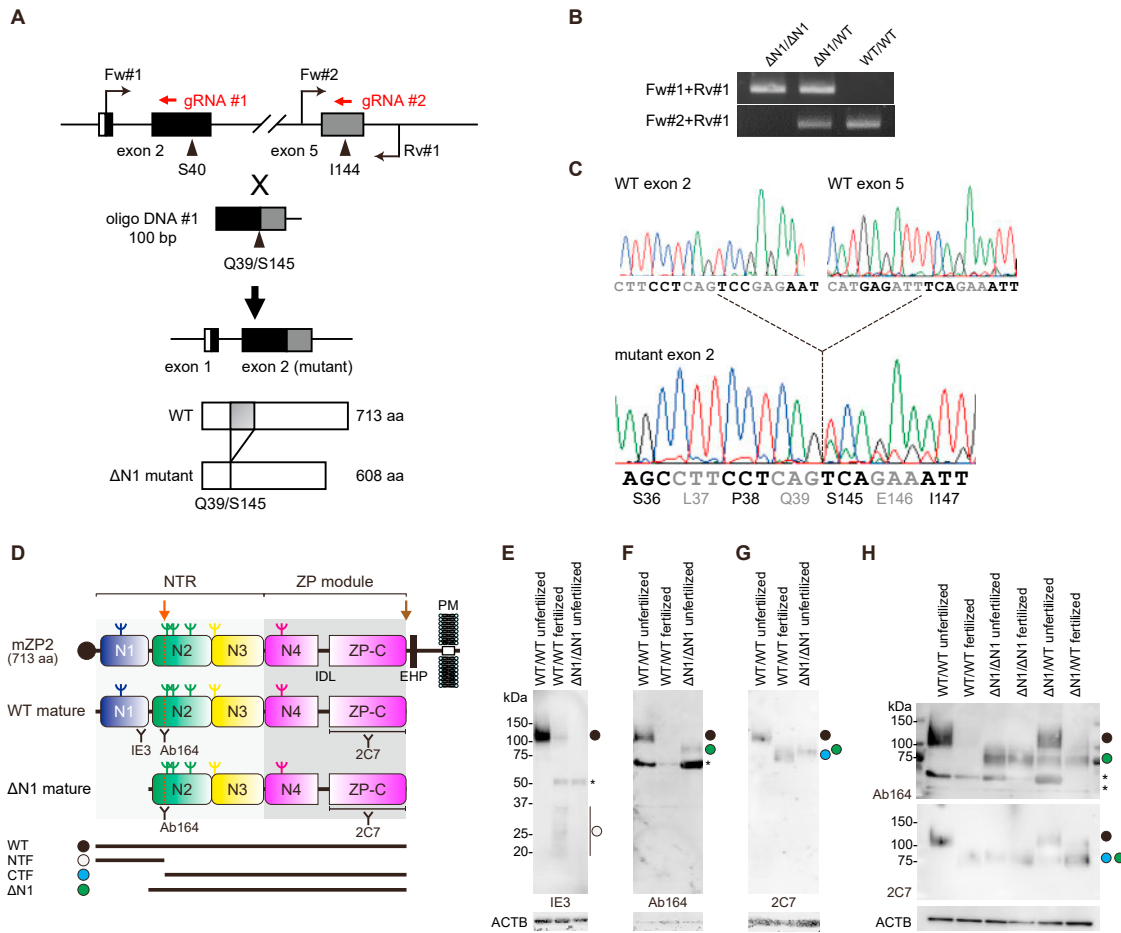 A
Fw#1
Fw#2
gRNA #1
gRNA #2
exon 2
exon 5
Rv#1
S40
I144
X
oligo DNA #1
100 bp
Q39/S145
exon 1
exon 2 (mutant)
WT
713 aa
ΔN1 mutant
608 aa
Q39/S145
B
ΔN1/ΔN1
ΔN1/WT
WT/WT
Fw#1+Rv#1
Fw#2+Rv#1
C
WT exon 2
WT exon 5
CTTCCTCAGTCCGAGAAT
CATGAGATTTCAGAAATT
mutant exon 2
AGCCTTCCTCAGTCAGAAATT
S36 L37 P38 Q39 S145 E146 I147
D
NTR
ZP module
PM
mZP2
(713 aa)
N1 N2 N3 N4 ZP-C
IDL
EHP
WT mature
N1 N2 N3 N4 ZP-C
IE3
Ab164
2C7
ΔN1 mature
N2 N3 N4 ZP-C
Ab164
2C7
WT
NTF
CTF
ΔN1
E
WT/WT unfertilized
WT/WT fertilized
ΔN1/ΔN1 unfertilized
kDa
150
100
75
*
50
37
25
20
IE3
ACTB
F
WT/WT unfertilized
WT/WT fertilized
ΔN1/ΔN1 unfertilized
*
Ab164
G
WT/WT unfertilized
WT/WT fertilized
ΔN1/ΔN1 unfertilized
2C7
H
WT/WT unfertilized
WT/WT fertilized
ΔN1/ΔN1 unfertilized
ΔN1/ΔN1 fertilized
ΔN1/WT unfertilized
ΔN1/WT fertilized
kDa
150
100
75
50
*
*
Ab164
150
100
75
2C7
ACTB